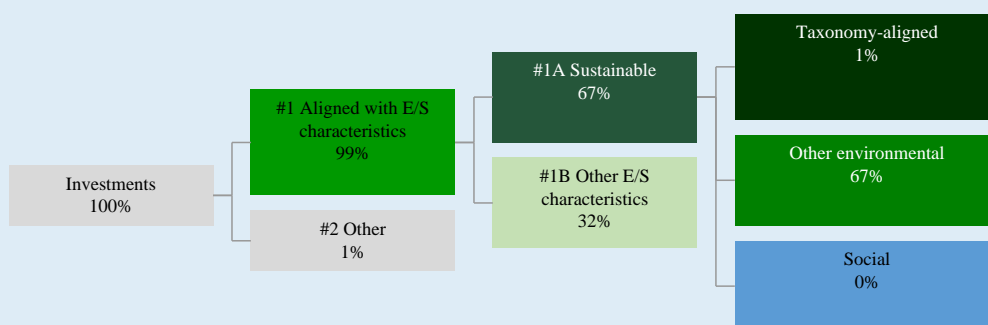 Investments
100%
#1 Aligned with E/S
characteristics
99%
#2 Other
1%
#1A Sustainable
67%
#1B Other E/S
characteristics
32%
Taxonomy-aligned
1%
Other environmental
67%
Social
0%